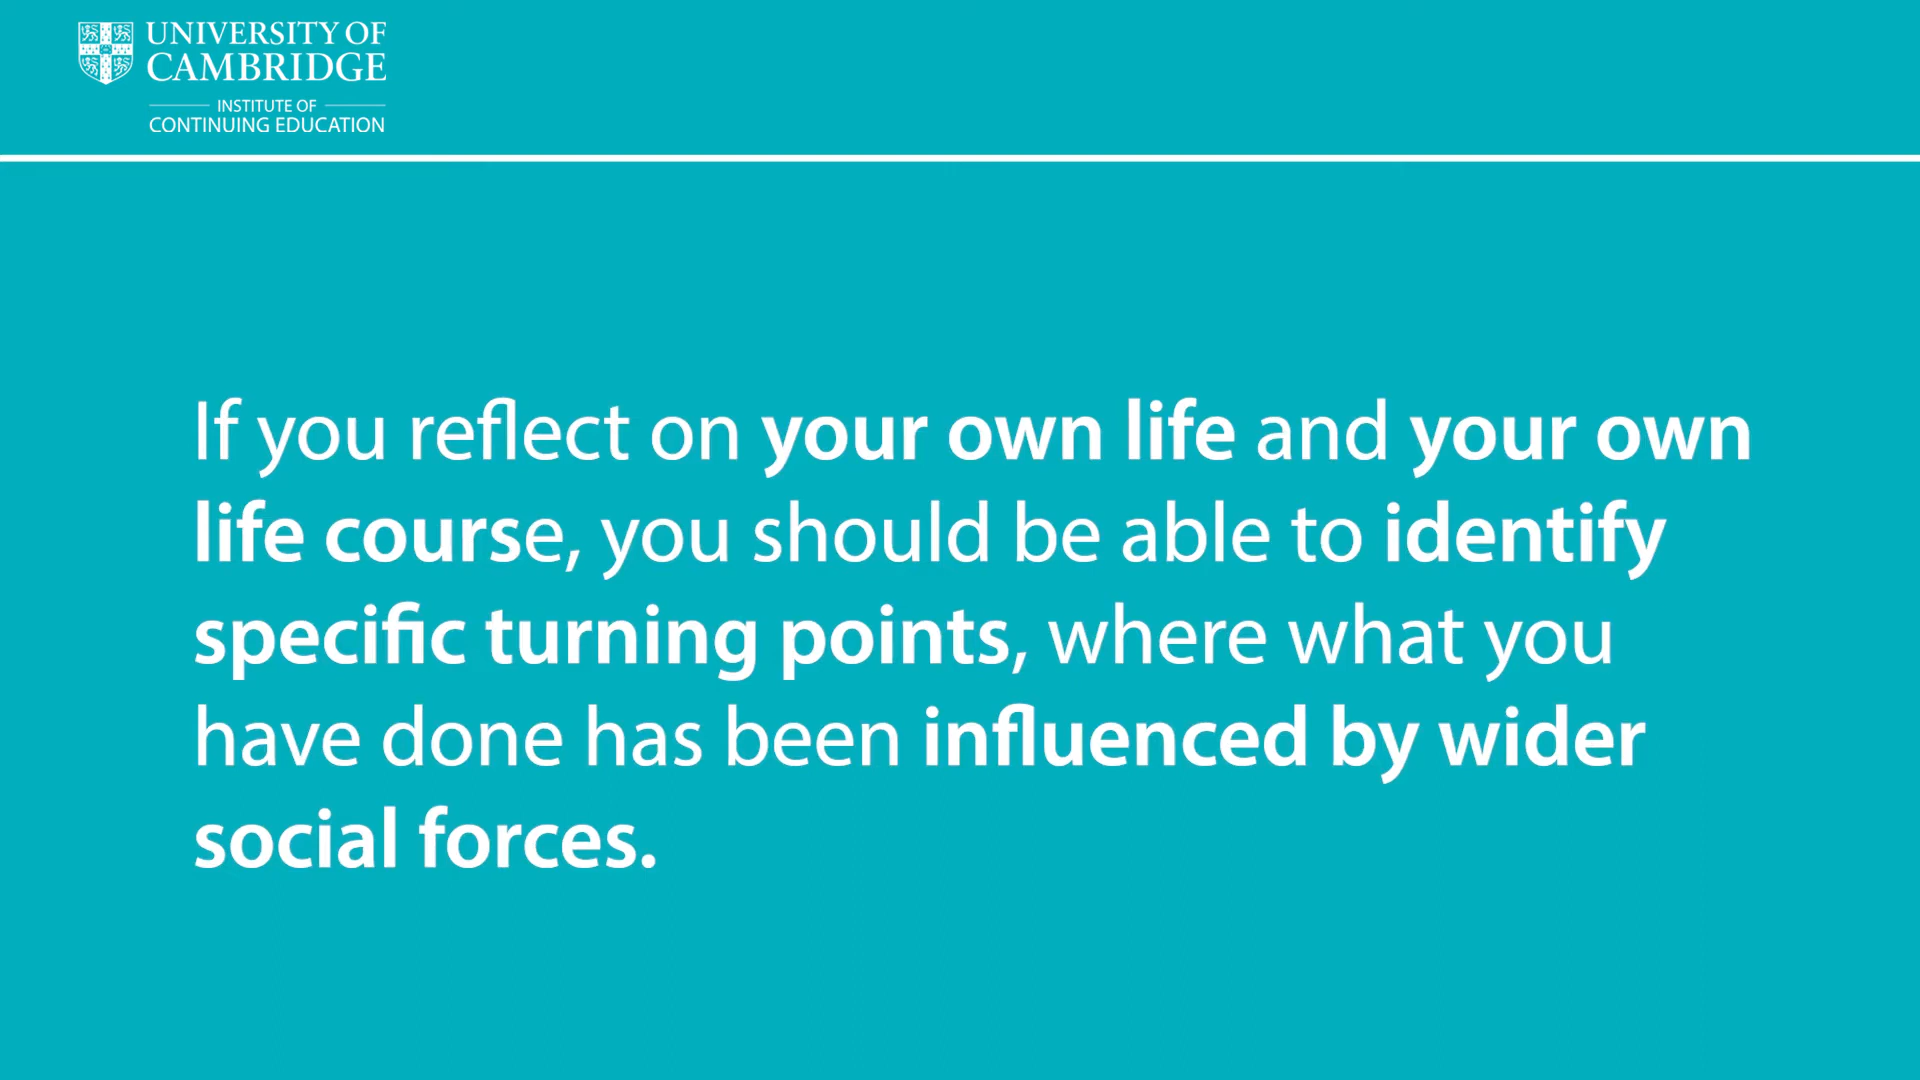 UNIVERSITY OF
CAMBRIDGE
INSTITUTE OF
CONTINUING EDUCATION
If you reflect on your own life and your own
life course, you should be able to identify
specific turning points, where what you
have done has been influenced by wider
social forces.